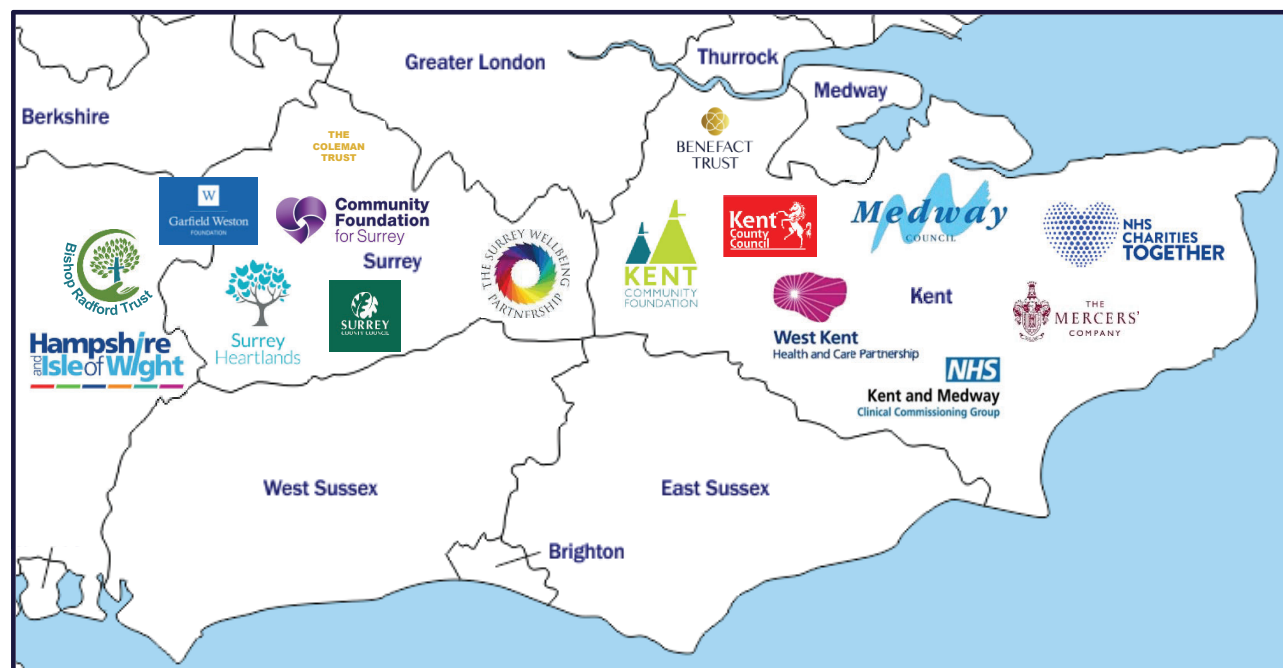 Greater London
Thurrock
Medway
Berkshire
THE
COLEMAN
TRUST
BENEFACT
TRUST
W
Garfield Weston
FOUNDATION
Community
Foundation
for Surrey
Surrey
Bishop Radford Trust
Surrey
Heartlands
SURREY
COUNTY COUNCIL
THE SURREY WELLBEING
PARTNERSHIP
Hampshire
and Isle of Wight
KENT
COMMUNITY
FOUNDATION
Kent
County
Council
Medway
COUNCIL
NHS
CHARITIES
TOGETHER
Kent
THE
MERCERS'
COMPANY
West Kent
Health and Care Partnership
NHS
Kent and Medway
Clinical Commissioning Group
West Sussex
East Sussex
Brighton